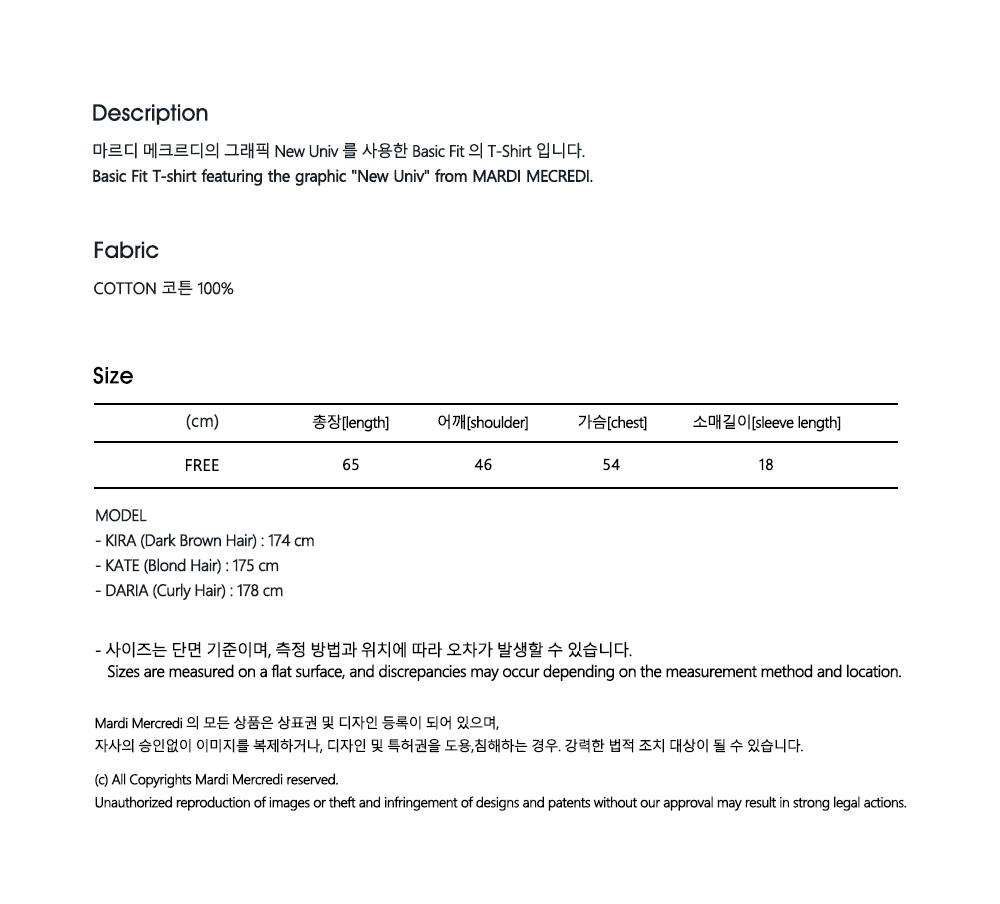 Description
마르디 메크르디의 그래픽 New Univ 를 사용한 Basic Fit 의 T-Shirt 입니다.
Basic Fit T-shirt featuring the graphic "New Univ" from MARDI MECREDI.
Fabric
COTTON 코튼 100%
Size
(cm) 총장[length] 어깨[shoulder] 가슴[chest] 소매길이[sleeve length]
FREE 65 46 54 18
MODEL
- KIRA (Dark Brown Hair) : 174 cm
- KATE (Blond Hair) : 175 cm
- DARIA (Curly Hair) : 178 cm
- 사이즈는 단면 기준이며, 측정 방법과 위치에 따라 오차가 발생할 수 있습니다.
Sizes are measured on a flat surface, and discrepancies may occur depending on the measurement method and location.
Mardi Mercredi 의 모든 상품은 상표권 및 디자인 등록이 되어 있으며,
자사의 승인없이 이미지를 복제하거나, 디자인 및 특허권을 도용,침해하는 경우. 강력한 법적 조치 대상이 될 수 있습니다.
(c) All Copyrights Mardi Mercredi reserved.
Unauthorized reproduction of images or theft and infringement of designs and patents without our approval may result in strong legal actions.